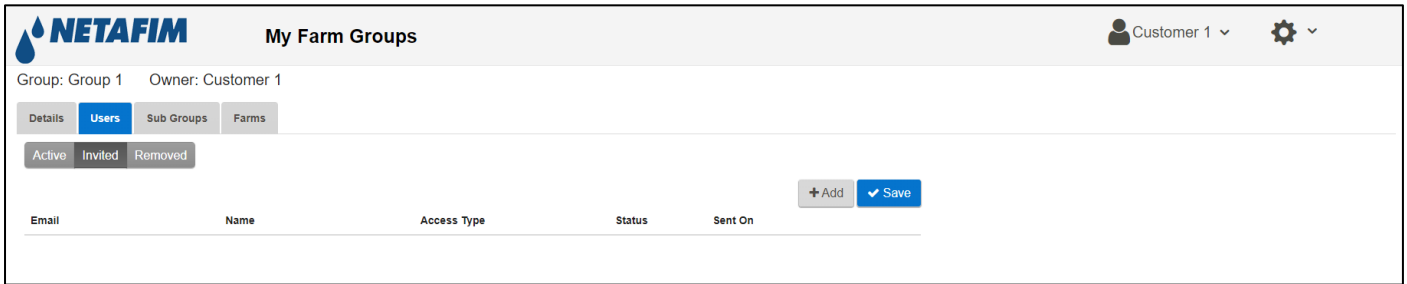 NETAFIM My Farm Groups Customer 1
Group: Group 1 Owner: Customer 1
Details Users Sub Groups Farms
Active Invited Removed
+ Add Save
Email Name Access Type Status Sent On